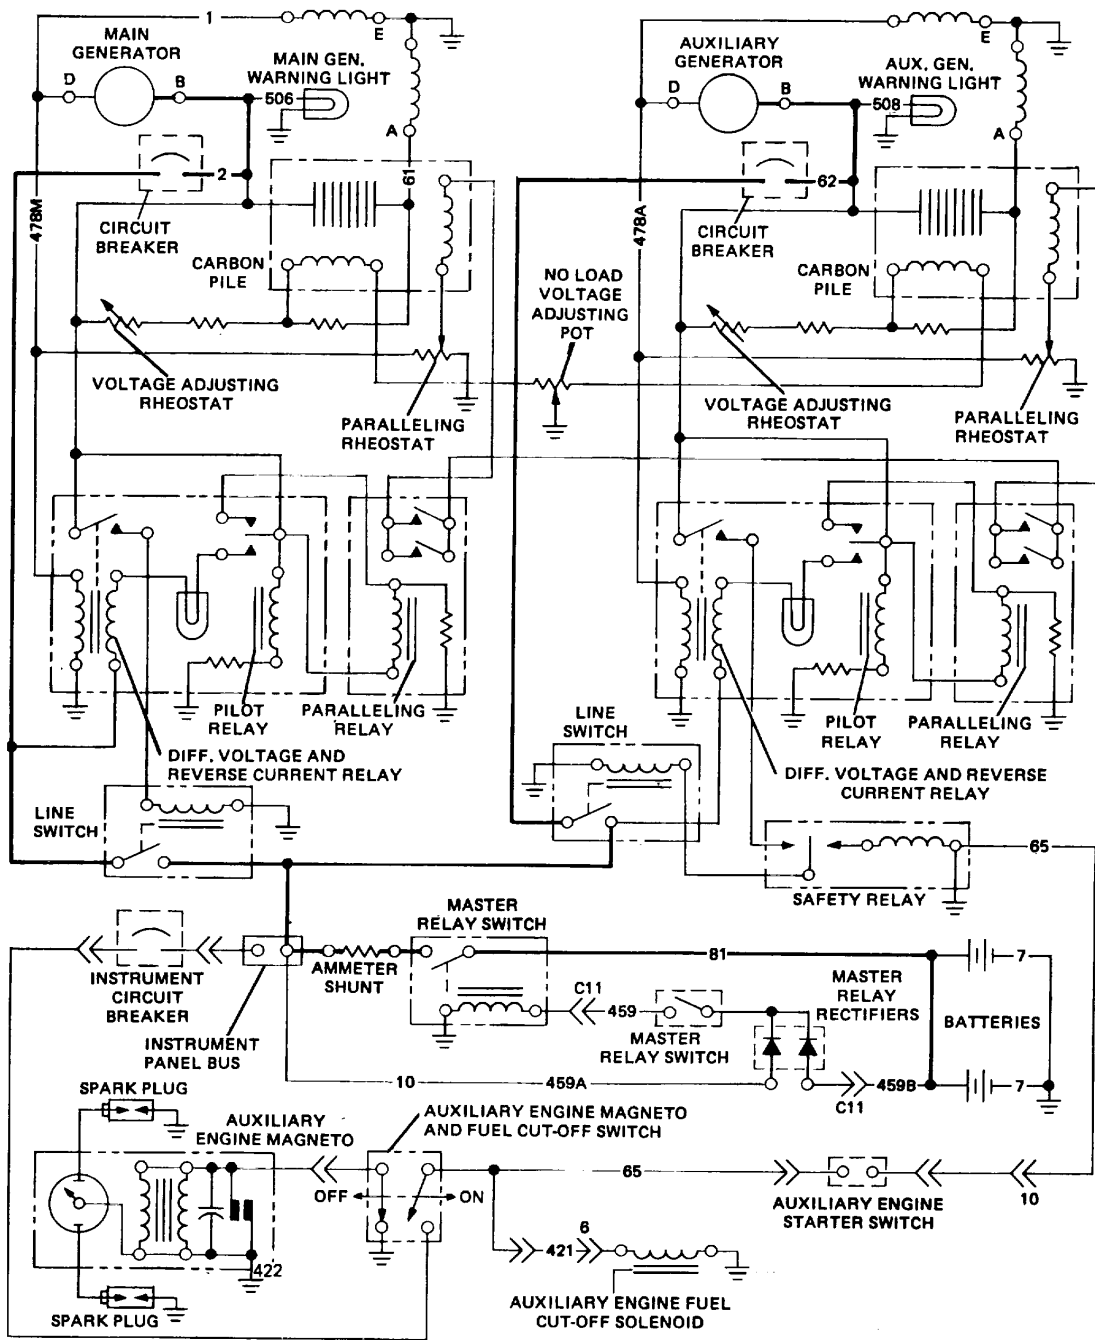 1
E
E
MAIN
GENERATOR
MAIN GEN.
WARNING LIGHT
AUXILIARY
GENERATOR
AUX. GEN.
WARNING LIGHT
D
B
506
A
D
B
508
A
2
61
62
478M
478A
CIRCUIT
BREAKER
CARBON
PILE
CIRCUIT
BREAKER
CARBON
PILE
NO LOAD
VOLTAGE
ADJUSTING
POT
VOLTAGE ADJUSTING
RHEOSTAT
PARALLELING
RHEOSTAT
VOLTAGE ADJUSTING
RHEOSTAT
PARALLELING
RHEOSTAT
PILOT
RELAY
PARALLELING
RELAY
LINE
SWITCH
PILOT
RELAY
PARALLELING
RELAY
DIFF. VOLTAGE AND
REVERSE CURRENT RELAY
DIFF. VOLTAGE AND REVERSE
CURRENT RELAY
LINE
SWITCH
65
SAFETY RELAY
MASTER
RELAY SWITCH
81
7
INSTRUMENT
CIRCUIT
BREAKER
AMMETER
SHUNT
C11
459
MASTER
RELAY
RECTIFIERS
BATTERIES
INSTRUMENT
PANEL BUS
MASTER
RELAY SWITCH
10
459A
459B
7
C11
SPARK PLUG
AUXILIARY
ENGINE MAGNETO
AUXILIARY ENGINE MAGNETO
AND FUEL CUT-OFF SWITCH
65
10
OFF
ON
AUXILIARY ENGINE
STARTER SWITCH
6
421
422
AUXILIARY ENGINE FUEL
CUT-OFF SOLENOID
SPARK PLUG